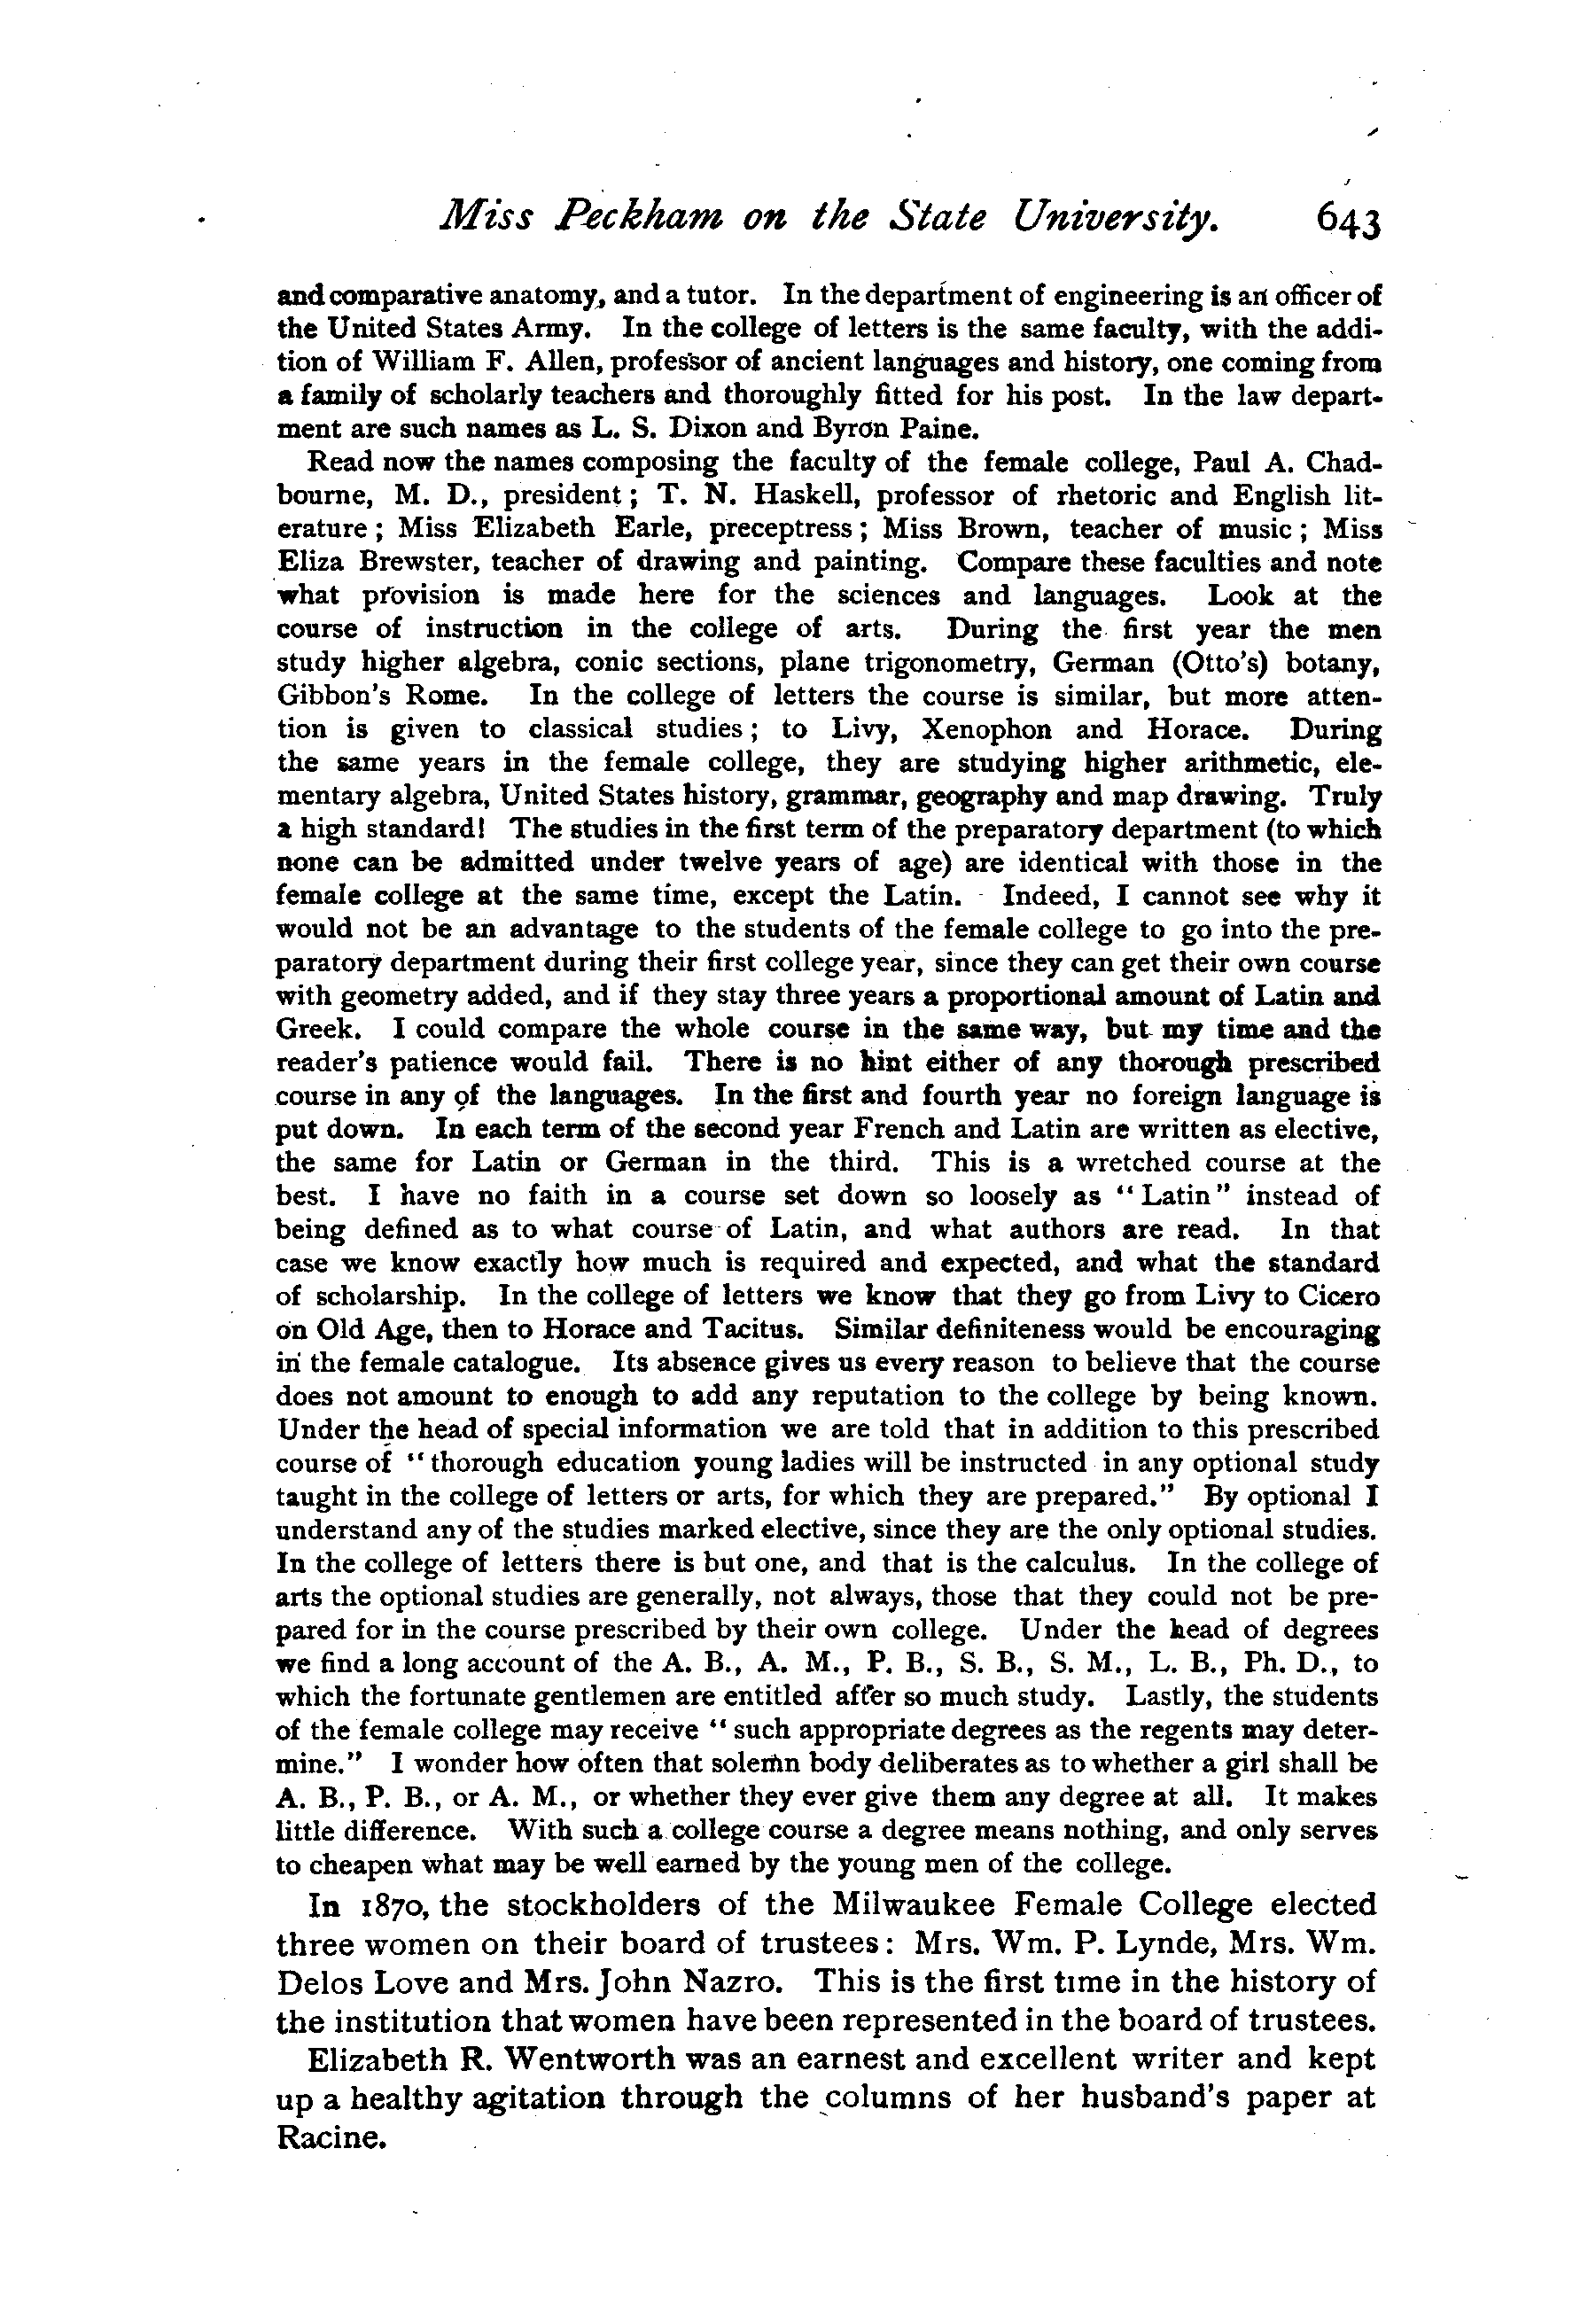 Miss Peckham on the State University. 643
and comparative anatomy, and a tutor. In the department of engineering is an officer of
the United States Army. In the college of letters is the same faculty, with the addi-
tion of William F. Allen, professor of ancient languages and history, one coming from
a family of scholarly teachers and thoroughly fitted for his post. In the law depart-
ment are such names as L. S. Dixon and Byron Paine.
Read now the names composing the faculty of the female college, Paul A. Chad-
bourne, M. D., president; T. N. Haskell, professor of rhetoric and English lit-
erature; Miss Elizabeth Earle, preceptress; Miss Brown, teacher of music; Miss
Eliza Brewster, teacher of drawing and painting. Compare these faculties and note
what provision is made here for the sciences and languages. Look at the
course of instruction in the college of arts. During the first year the men
study higher algebra, conic sections, plane trigonometry, German (Otto's) botany,
Gibbon's Rome. In the college of letters the course is similar, but more atten-
tion is given to classical studies; to Livy, Xenophon and Horace. During
the same years in the female college, they are studying higher arithmetic, ele-
mentary algebra, United States history, grammar, geography and map drawing. Truly
a high standard! The studies in the first term of the preparatory department (to which
none can be admitted under twelve years of age) are identical with those in the
female college at the same time, except the Latin. Indeed, I cannot see why it
would not be an advantage to the students of the female college to go into the pre-
paratory department during their first college year, since they can get their own course
with geometry added, and if they stay three years a proportional amount of Latin and
Greek. I could compare the whole course in the same way, but my time and the
reader's patience would fail. There is no hint either of any thorough prescribed
course in any of the languages. In the first and fourth year no foreign language is
put down. In each term of the second year French and Latin are written as elective,
the same for Latin or German in the third. This is a wretched course at the
best. I have no faith in a course set down so loosely as "Latin" instead of
being defined as to what course of Latin, and what authors are read. In that
case we know exactly how much is required and expected, and what the standard
of scholarship. In the college of letters we know that they go from Livy to Cicero
on Old Age, then to Horace and Tacitus. Similar definiteness would be encouraging
in the female catalogue. Its absence gives us every reason to believe that the course
does not amount to enough to add any reputation to the college by being known.
Under the head of special information we are told that in addition to this prescribed
course of "thorough education young ladies will be instructed in any optional study
taught in the college of letters or arts, for which they are prepared." By optional I
understand any of the studies marked elective, since they are the only optional studies.
In the college of letters there is but one, and that is the calculus. In the college of
arts the optional studies are generally, not always, those that they could not be pre-
pared for in the course prescribed by their own college. Under the head of degrees
we find a long account of the A. B., A. M., P. B., S. B., S. M., L. B., Ph. D., to
which the fortunate gentlemen are entitled after so much study. Lastly, the students
of the female college may receive "such appropriate degrees as the regents may deter-
mine." I wonder how often that solemn body deliberates as to whether a girl shall be
A. B., P. B., or A. M., or whether they ever give them any degree at all. It makes
little difference. With such a college course a degree means nothing, and only serves
to cheapen what may be well earned by the young men of the college.
In 1870, the stockholders of the Milwaukee Female College elected
three women on their board of trustees: Mrs. Wm. P. Lynde, Mrs. Wm.
Delos Love and Mrs. John Nazro. This is the first time in the history of
the institution that women have been represented in the board of trustees.
Elizabeth R. Wentworth was an earnest and excellent writer and kept
up a healthy agitation through the columns of her husband's paper at
Racine.